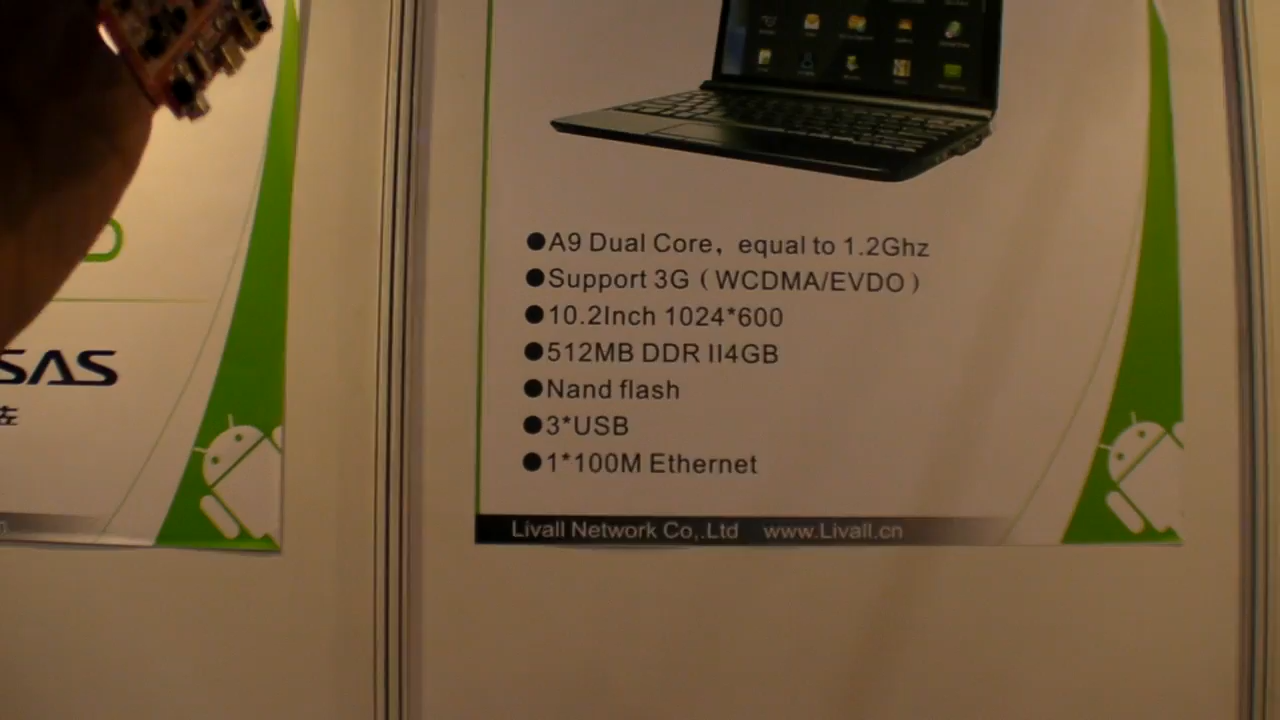 ●A9 Dual Core，equal to 1.2Ghz
●Support 3G（WCDMA/EVDO）
●10.2Inch 1024*600
●512MB DDR II4GB
●Nand flash
●3*USB
●1*100M Ethernet
Livall Network Co,.Ltd www.Livall.cn
SAS